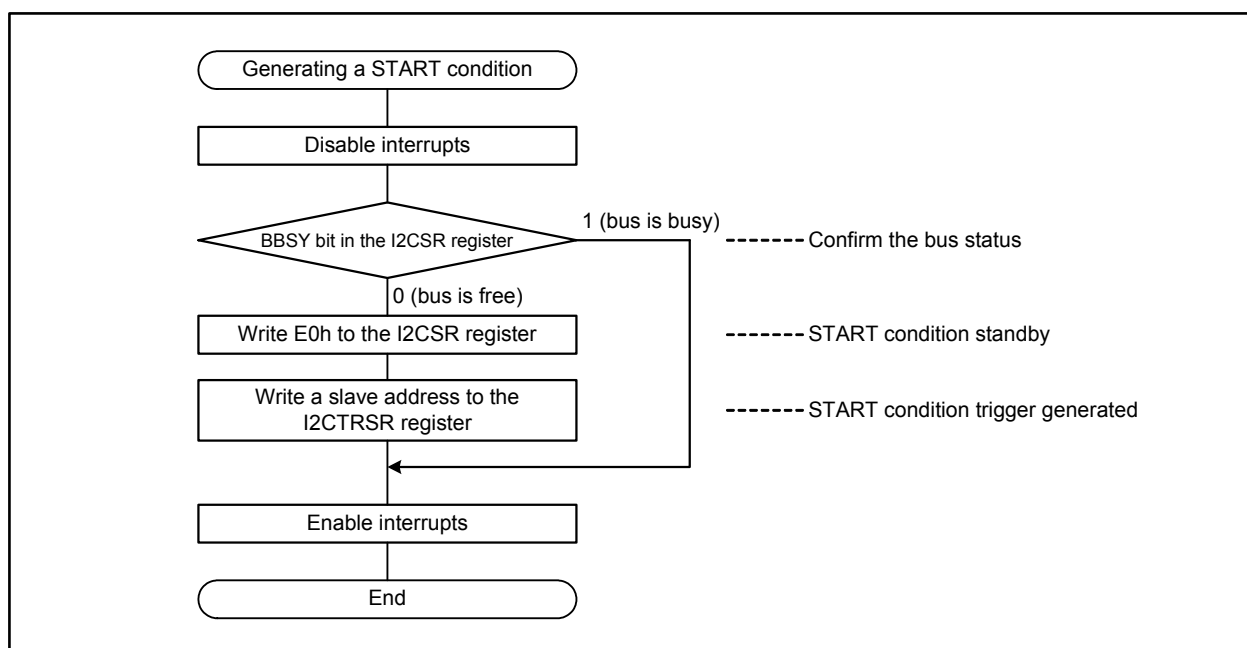 Generating a START condition
Disable interrupts
1 (bus is busy)
BBSY bit in the I2CSR register
------- Confirm the bus status
0 (bus is free)
Write E0h to the I2CSR register
------- START condition standby
Write a slave address to the
I2CTRSR register
------- START condition trigger generated
Enable interrupts
End